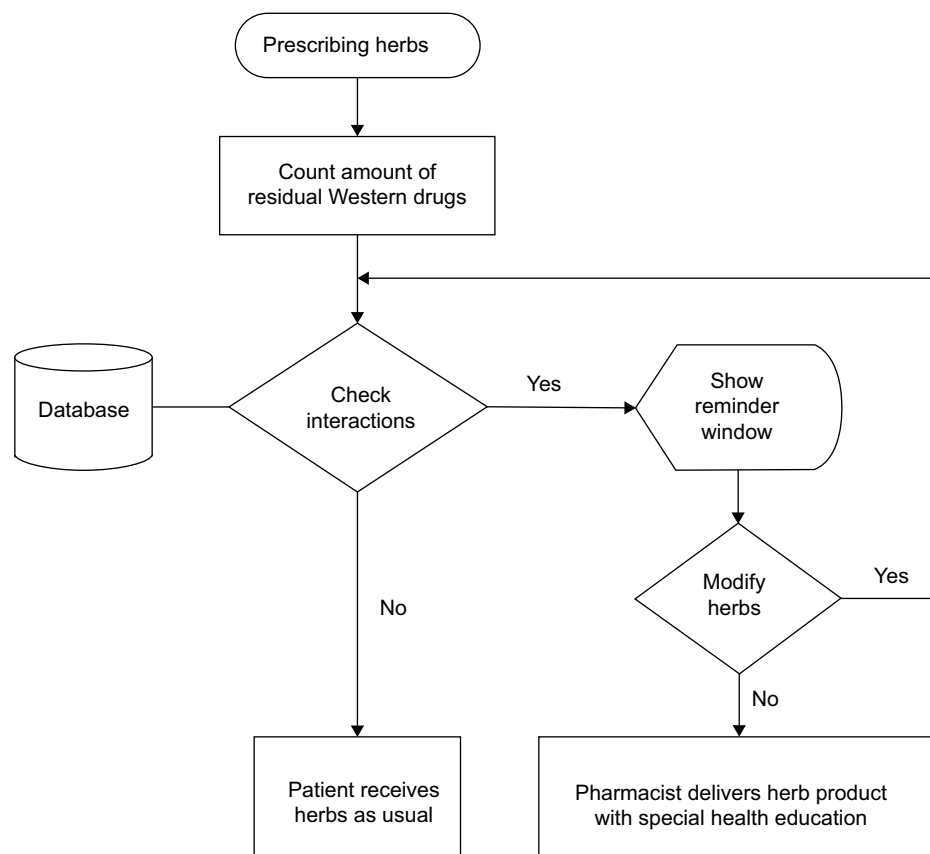 Prescribing herbs
Count amount of
residual Western drugs
Database
Check
interactions
Yes
Show
reminder
window
Modify
herbs
Yes
No
No
Patient receives
herbs as usual
Pharmacist delivers herb product
with special health education